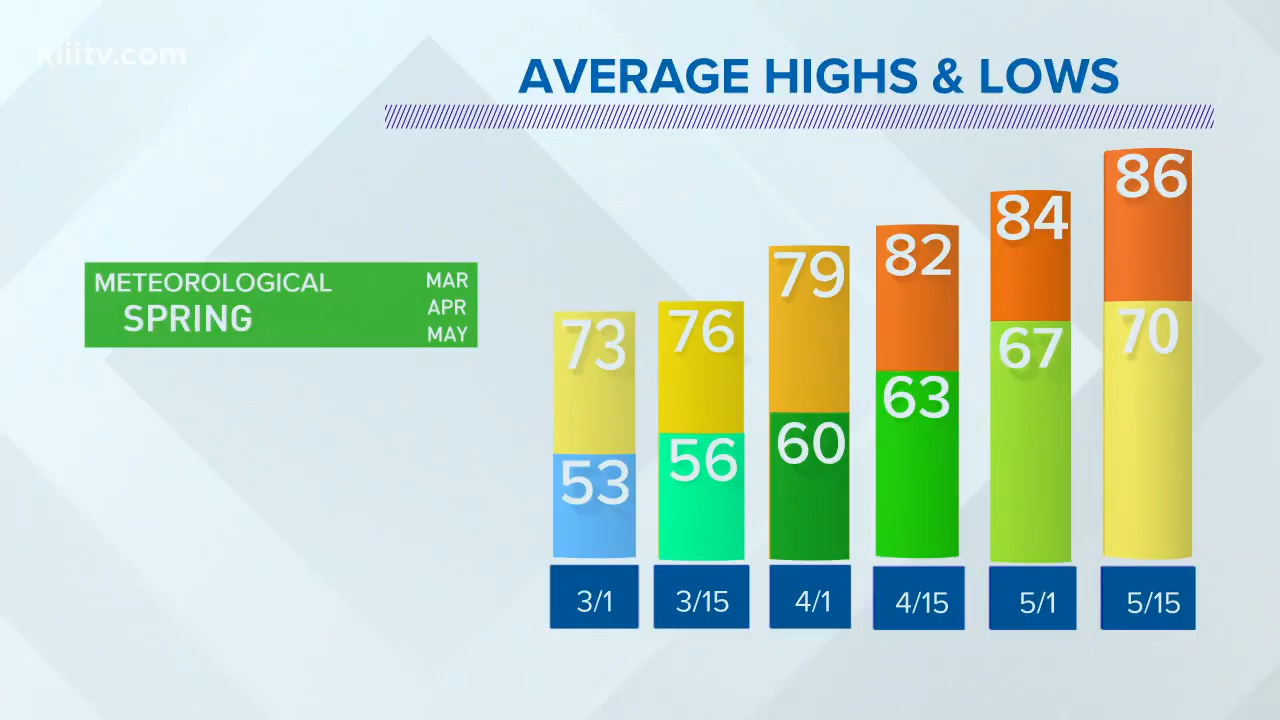 kiiitv.com
AVERAGE HIGHS & LOWS
METEOROLOGICAL
SPRING
MAR
APR
MAY
73
76
79
82
84
86
53
56
60
63
67
70
3/1
3/15
4/1
4/15
5/1
5/15